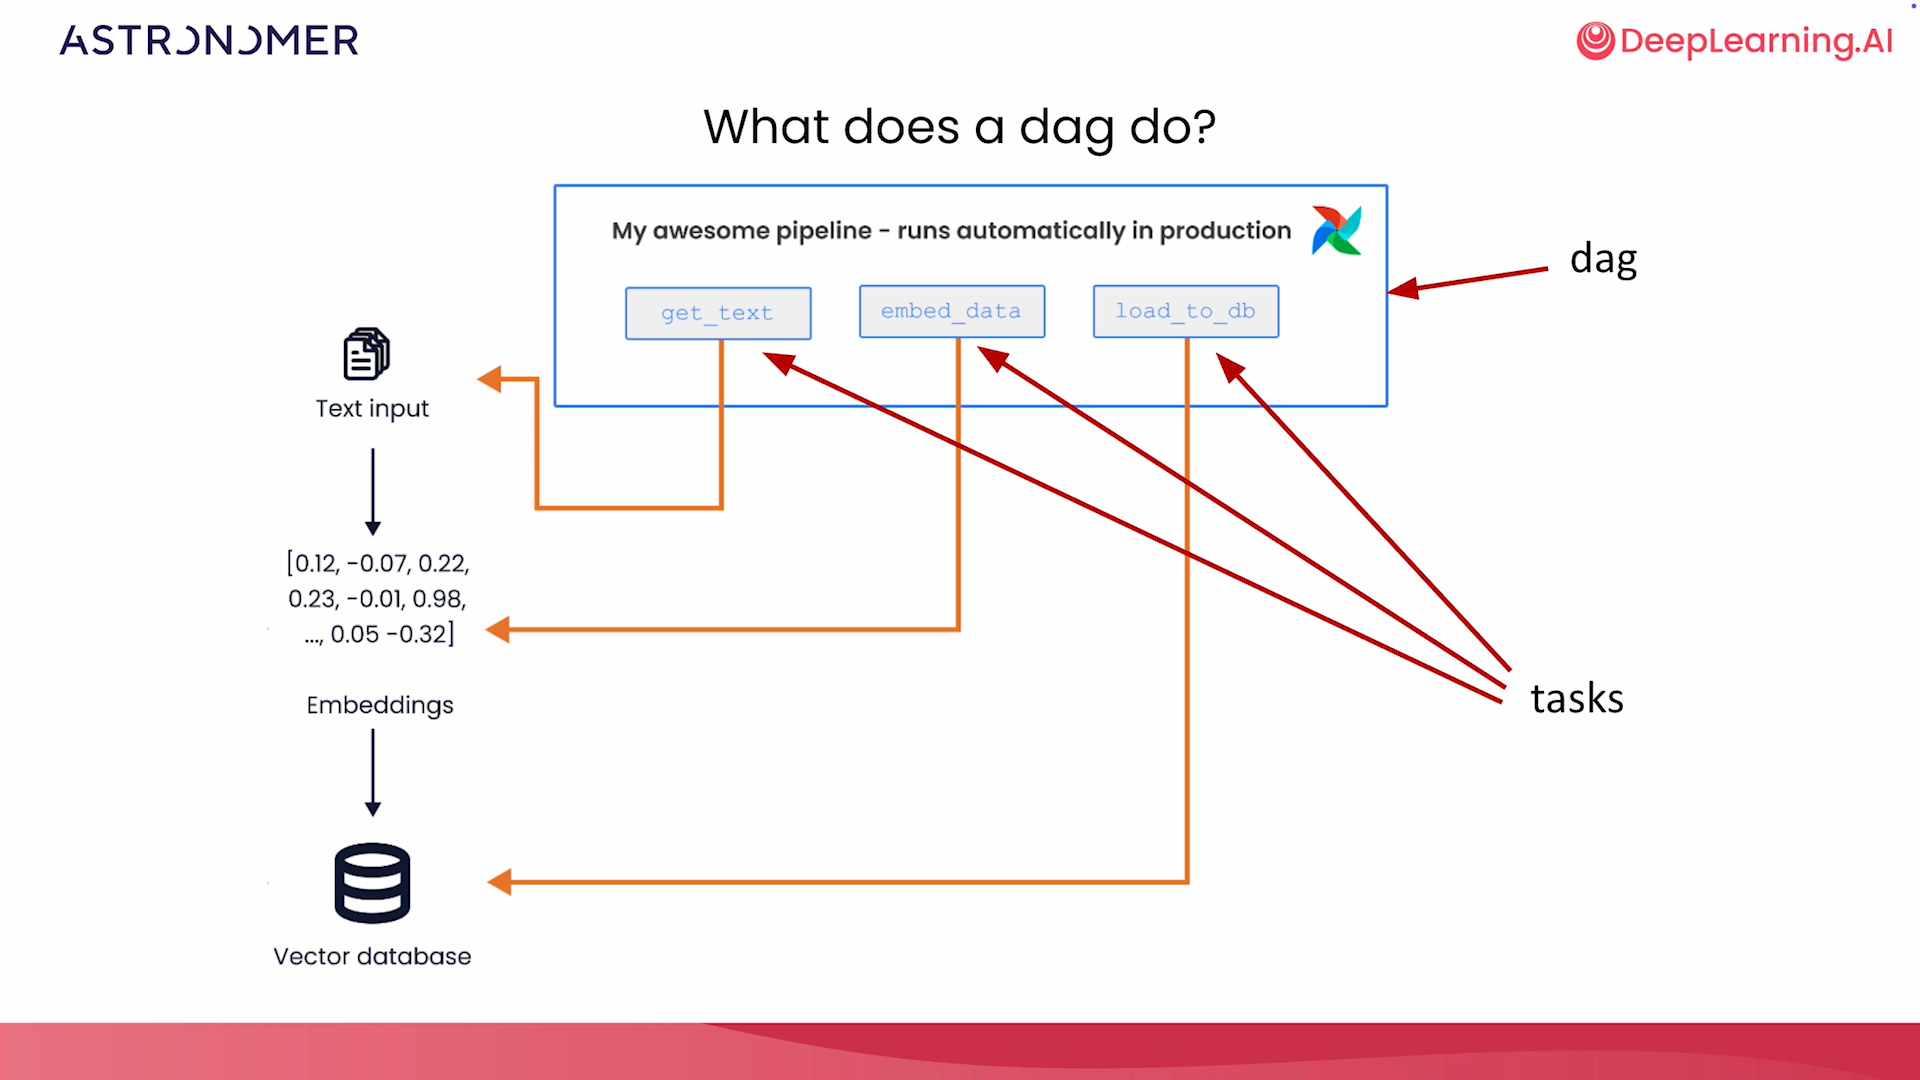 ASTRONOMER
DeepLearning.AI
What does a dag do?
My awesome pipeline - runs automatically in production
dag
get_text
embed_data
load_to_db
Text input
[0.12, -0.07, 0.22,
0.23, -0.01, 0.98,
..., 0.05 -0.32]
Embeddings
tasks
Vector database